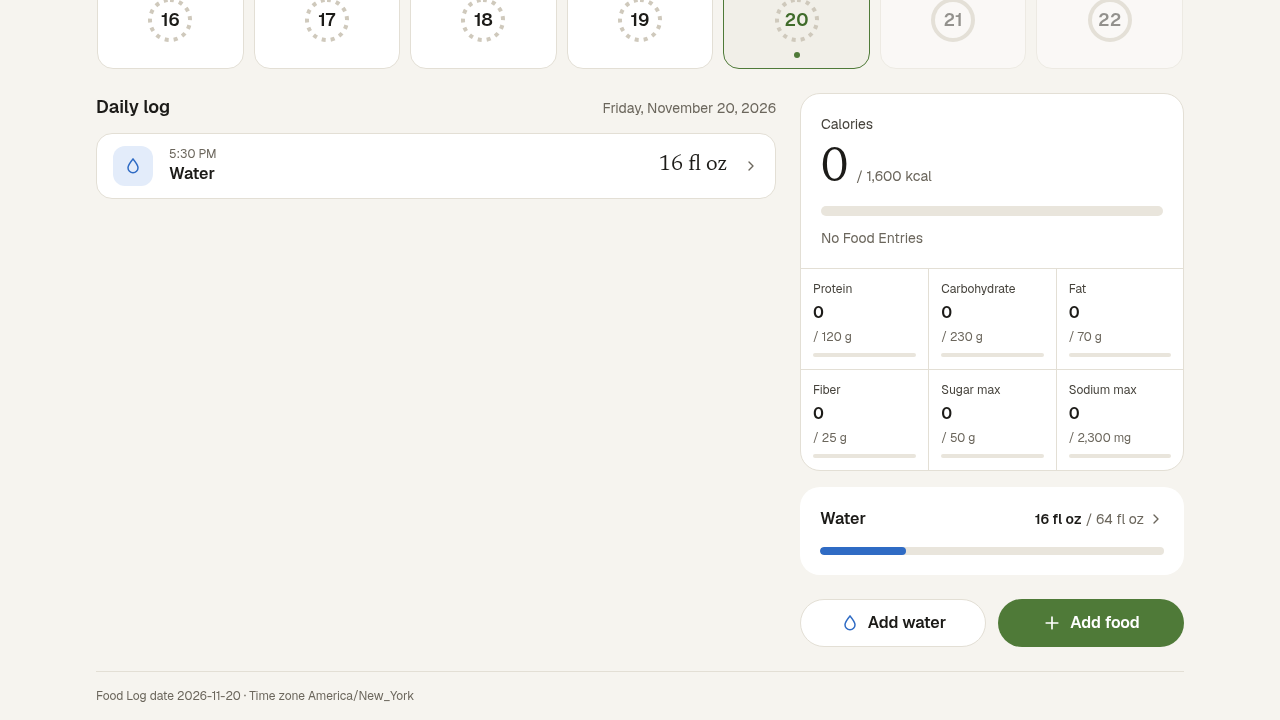 16
17
18
19
20
21
22
Daily log
Friday, November 20, 2026
5:30 PM
Water
16 fl oz
Calories
0 / 1,600 kcal
No Food Entries
Protein
0
/ 120 g
Carbohydrate
0
/ 230 g
Fat
0
/ 70 g
Fiber
0
/ 25 g
Sugar max
0
/ 50 g
Sodium max
0
/ 2,300 mg
Water
16 fl oz / 64 fl oz
Add water
Add food
Food Log date 2026-11-20 · Time zone America/New_York